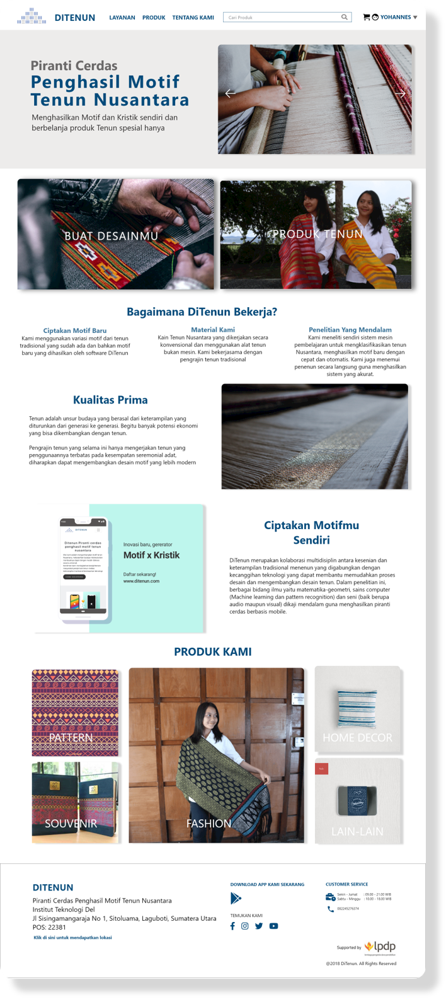 DITENUN
LAYANAN PRODUK TENTANG KAMI
Cari Produk
YOHANNES
Piranti Cerdas
Penghasil Motif
Tenun Nusantara
Menghasilkan Motif dan Kristik sendiri dan
berbelanja produk Tenun spesial hanya
BUAT DESAINMU
PRODUK TENUN
Bagaimana DiTenun Bekerja?
Ciptakan Motif Baru
Kami menggunakan variasi motif dari tenun
tradisional yang sudah ada dan bahkan motif
baru yang dihasilkan oleh software DiTenun
Material Kami
Kain Tenun Nusantara yang dikerjakan secara
konvensional dan menggunakan alat tenun
bukan mesin. Kami bekerjasama dengan
pengrajin tenun tradisional
Penelitian Yang Mendalam
Kami meneliti sendiri sistem mesin
pembelajaran untuk mengklasifikasikan tenun
Nusantara, menghasilkan motif baru dengan
cepat dan otomatis. Kami juga menemui
penenun secara langsung guna menghasilkan
sistem yang akurat.
Kualitas Prima
Tenun adalah unsur budaya yang berasal dari keterampilan yang
diturunkan dari generasi ke generasi. Begitu banyak potensi ekonomi
yang bisa dikembangkan dengan tenun.
Pengrajin tenun yang selama ini hanya mengerjakan tenun yang
penggunaannya terbatas pada kesempatan seremonial adat,
diharapkan dapat mengembangkan desain motif yang lebih modern
DITENUN
Ditenun Piranti cerdas
penghasil motif tenun
nusantara
Inovasi baru, gererator
Motif x Kristik
Daftar sekarang!
www.ditenun.com
Ciptakan Motifmu
Sendiri
DiTenun merupakan kolaborasi multidisiplin antara kesenian dan
keterampilan tradisional menenun yang digabungkan dengan
kecanggihan teknologi yang dapat membantu memudahkan proses
desain dan mengembangkan desain tenun. Dalam penelitian ini,
berbagai bidang ilmu yaitu matematika-geometri, sains computer
(Machine learning dan pattern recognition) dan seni (baik berupa
audio maupun visual) dikaji mendalam guna menghasilkan piranti
cerdas berbasis mobile.
PRODUK KAMI
PATTERN
SOUVENIR
FASHION
HOME DECOR
LAIN-LAIN
DITENUN
Piranti Cerdas Penghasil Motif Tenun Nusantara
Institut Teknologi Del
Jl Sisingamangaraja No 1, Sitoluama, Laguboti, Sumatera Utara
POS: 22381
Klik di sini untuk mendapatkan lokasi
DOWNLOAD APP KAMI SEKARANG
TEMUKAN KAMI
CUSTOMER SERVICE
Senin - Jumat : 09.00 - 21.00 WIB
Sabtu - Minggu : 10.00 - 18.00 WIB
082245276374
Supported by lpdp
@2018 DiTenun. All Rights Reserved